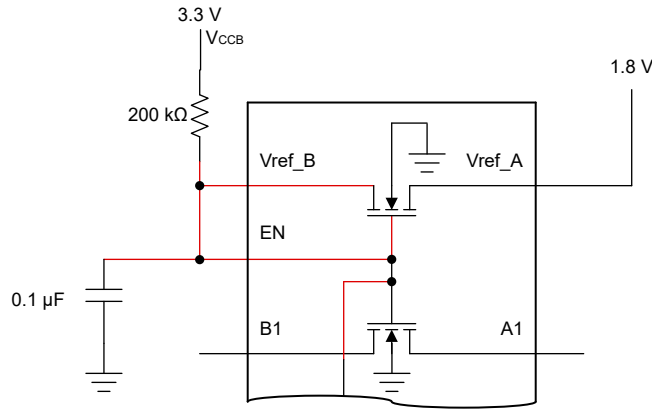 3.3 V
VCCB
1.8 V
200 kΩ
Vref_B
Vref_A
EN
0.1 µF
B1
A1